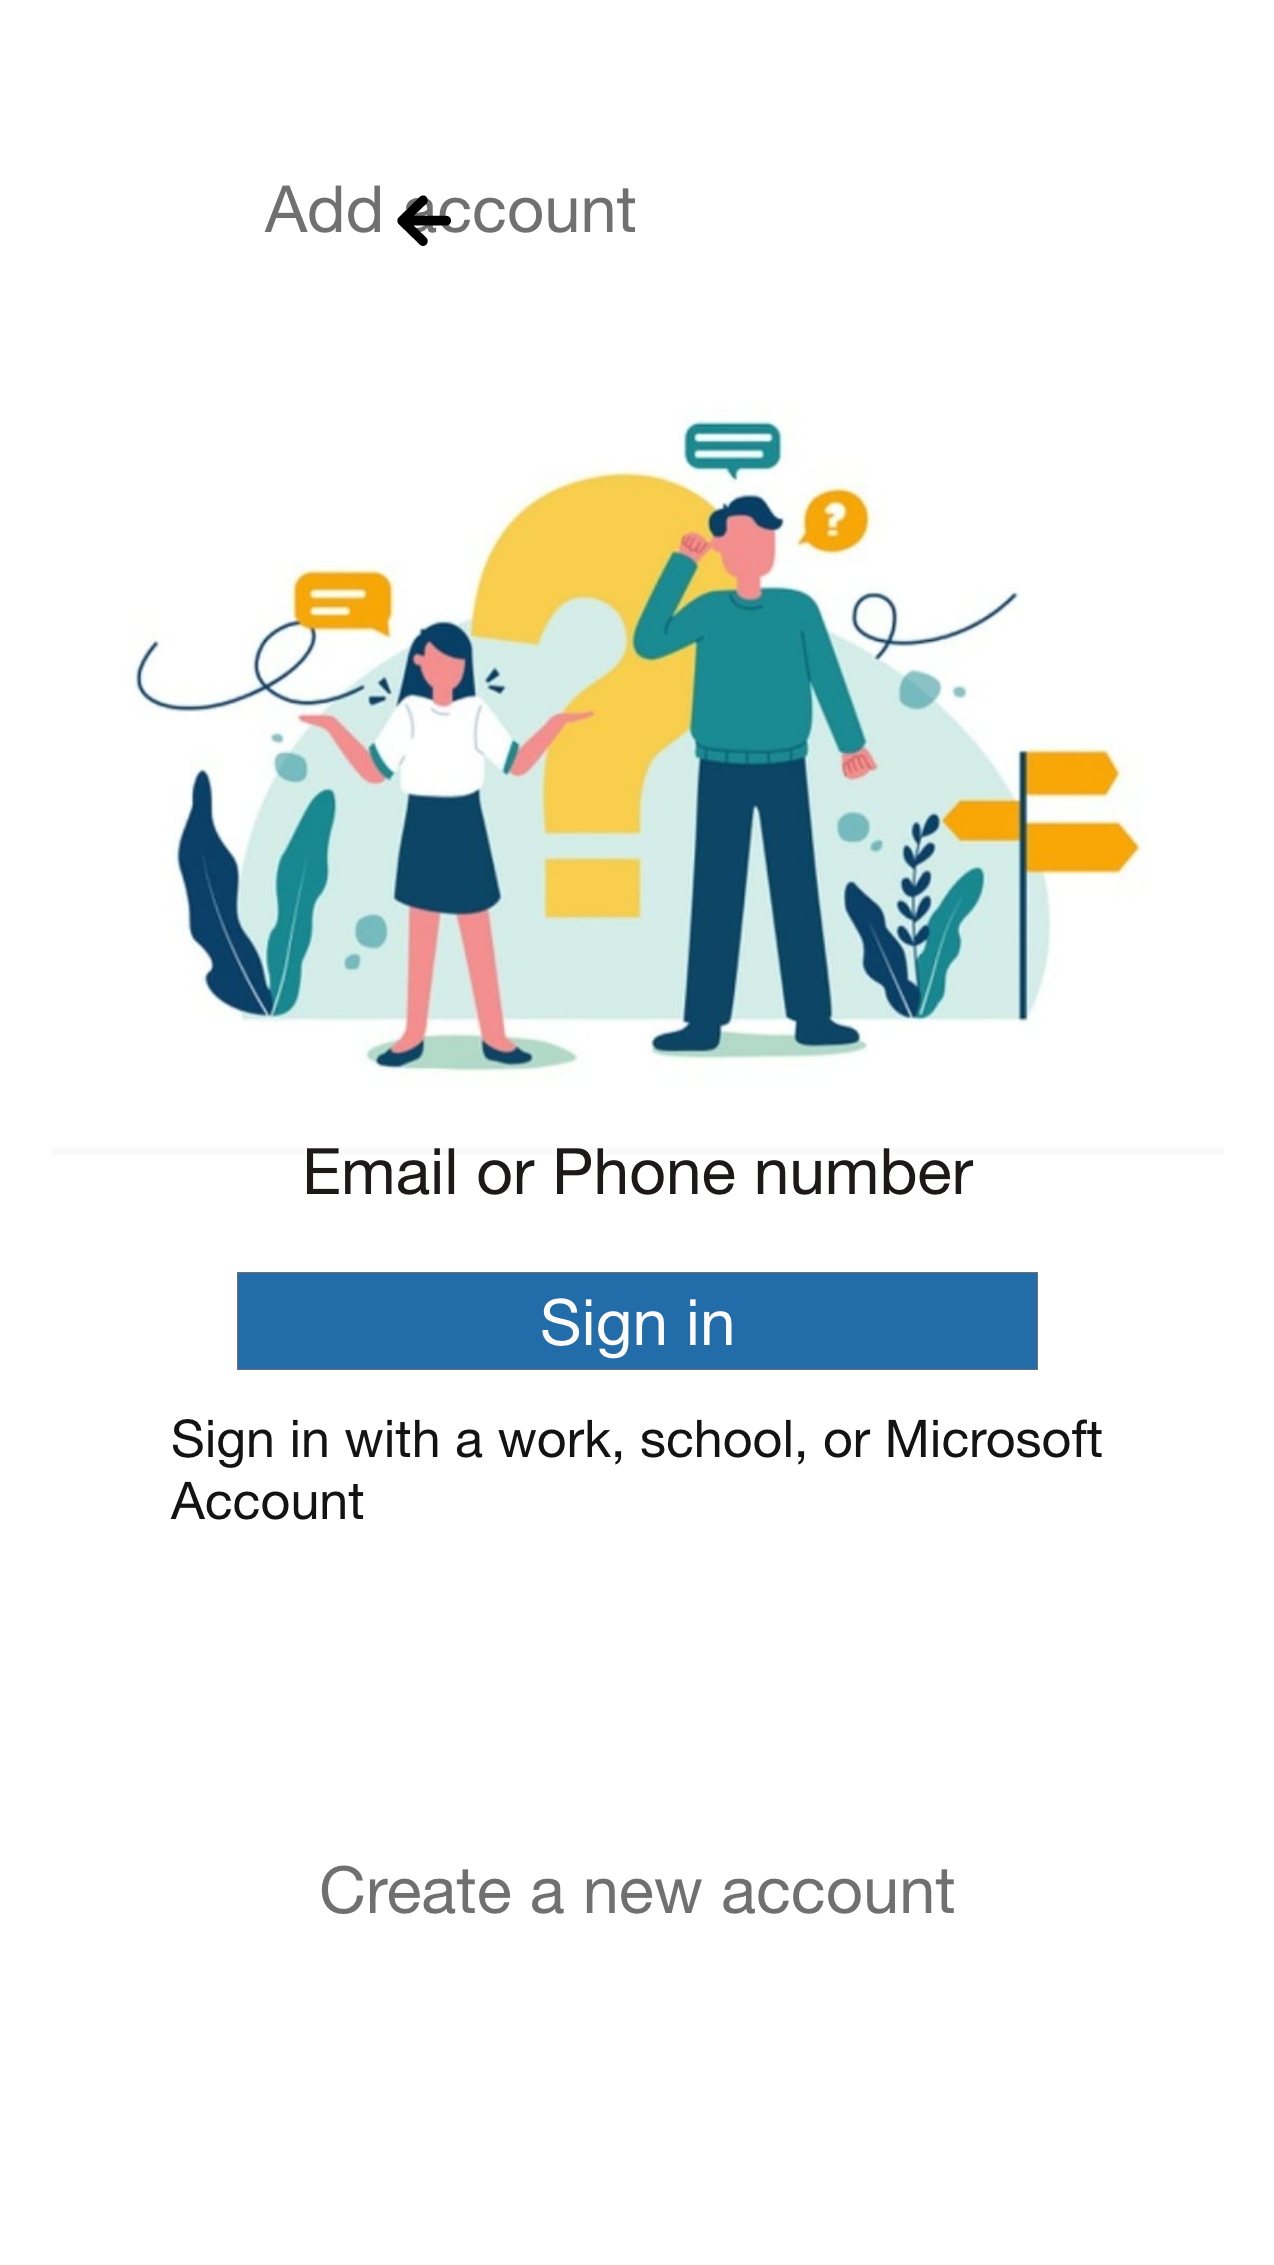 Add account
?
Email or Phone number
Sign in
Sign in with a work, school, or Microsoft
Account
Create a new account